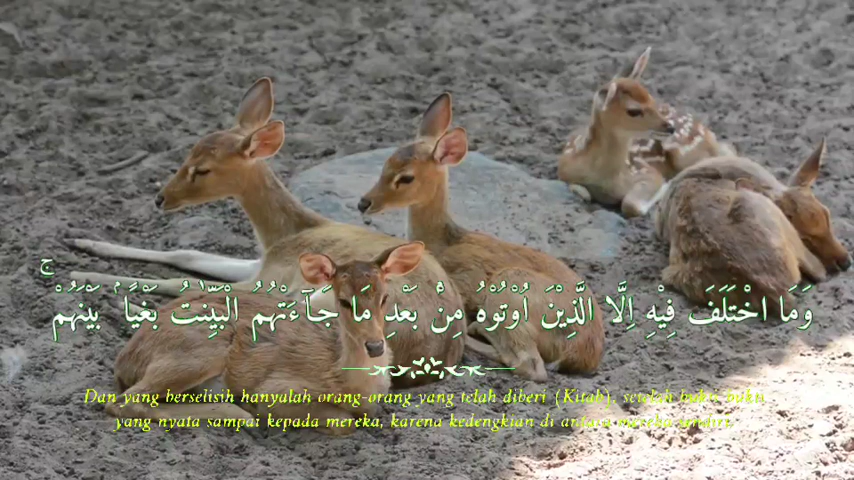 وَمَا اخْتَلَفَ فِيْهِ اِلَّا الَّذِيْنَ اُوْتُوْهُ مِنْۢ بَعْدِ مَا جَاۤءَتْهُمُ الْبَيِّنٰتُ بَغْيًا ۢ بَيْنَهُمْ ۚ
Dan yang berselisih hanyalah orang-orang yang telah diberi (Kitab), setelah bukti-bukti
yang nyata sampai kepada mereka, karena kedengkian di antara mereka sendiri.